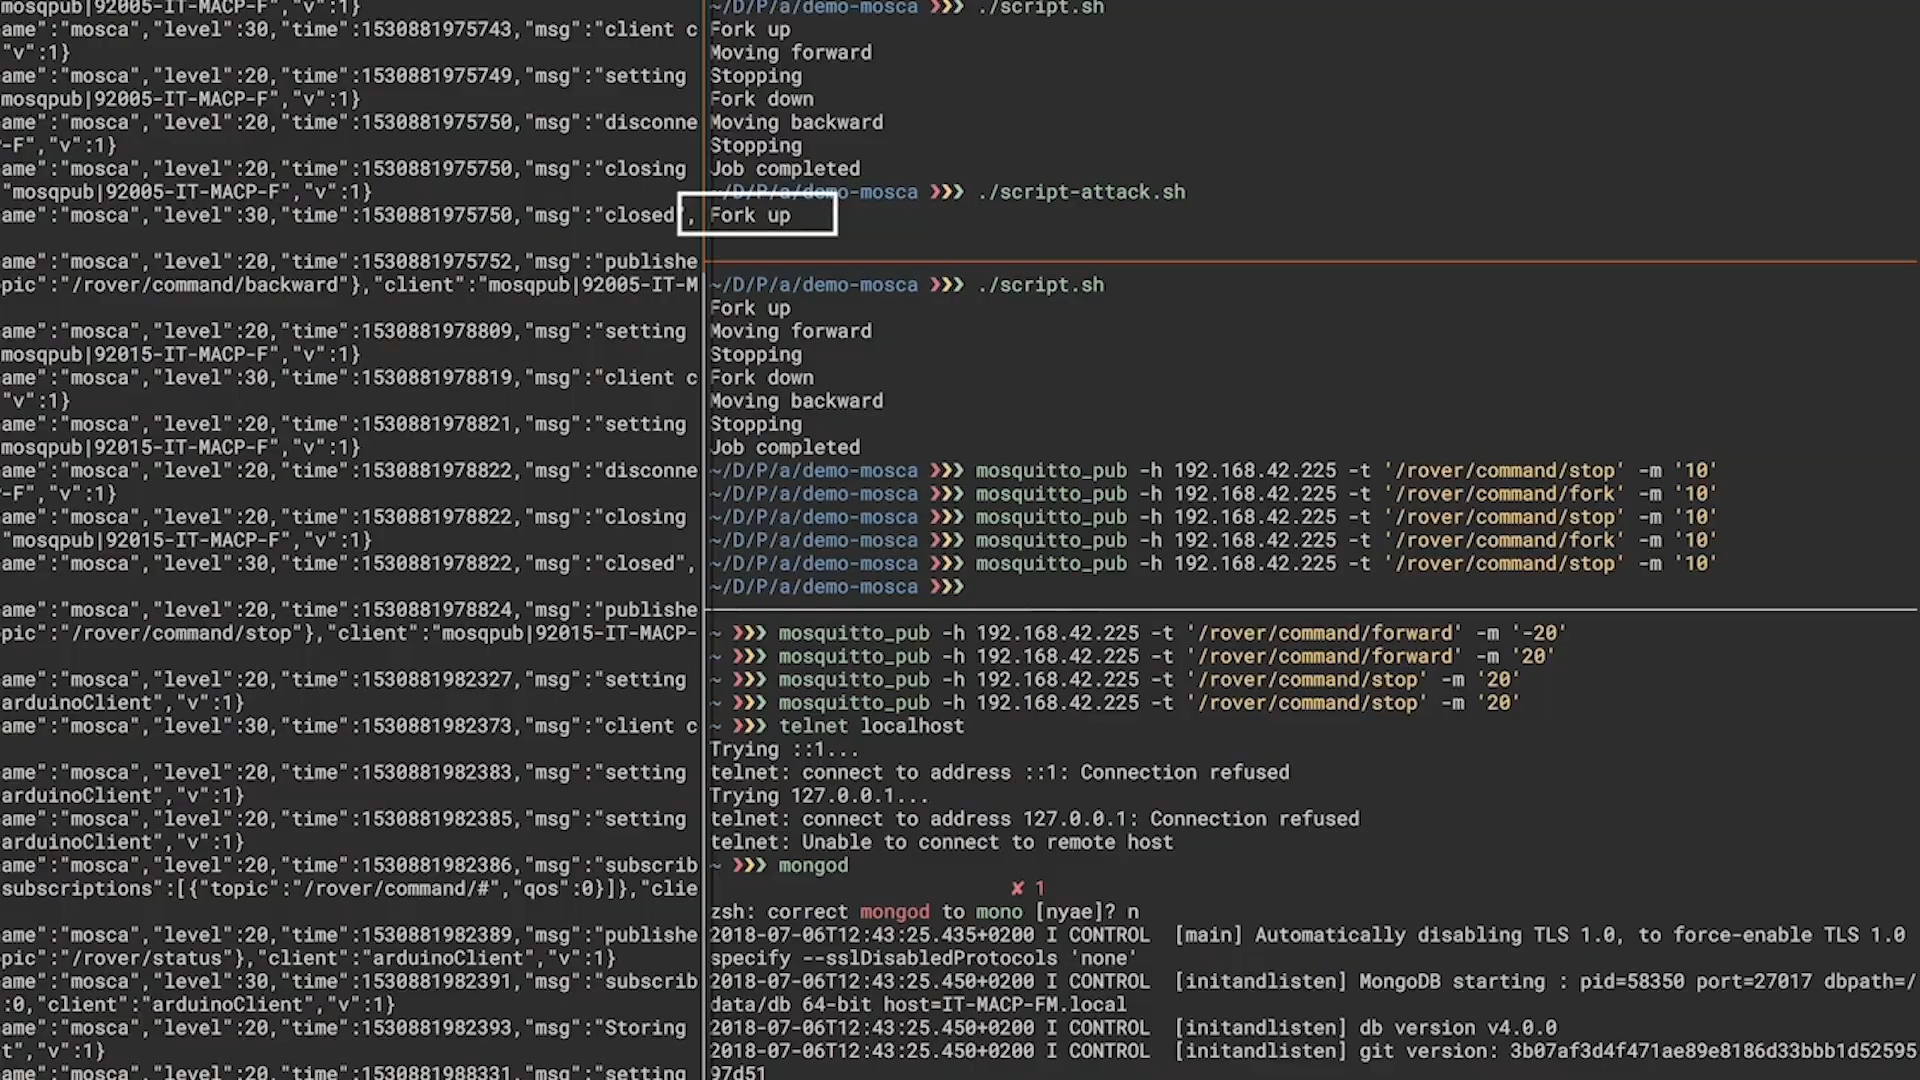 mosqpub|92005-IT-MACP-F","v":1}
ame":"mosca","level":30,"time":1530881975743,"msg":"client c
"v":1}
ame":"mosca","level":20,"time":1530881975749,"msg":"setting
mosqpub|92005-IT-MACP-F","v":1}
ame":"mosca","level":20,"time":1530881975750,"msg":"disconne
-F","v":1}
ame":"mosca","level":20,"time":1530881975750,"msg":"closing
"mosqpub|92005-IT-MACP-F","v":1}
ame":"mosca","level":30,"time":1530881975750,"msg":"closed",
ame":"mosca","level":20,"time":1530881975752,"msg":"publishe
pic":"/rover/command/backward"},"client":"mosqpub|92005-IT-M
ame":"mosca","level":20,"time":1530881978809,"msg":"setting
mosqpub|92015-IT-MACP-F","v":1}
ame":"mosca","level":30,"time":1530881978819,"msg":"client c
"v":1}
ame":"mosca","level":20,"time":1530881978821,"msg":"setting
mosqpub|92015-IT-MACP-F","v":1}
ame":"mosca","level":20,"time":1530881978822,"msg":"disconne
-F","v":1}
ame":"mosca","level":20,"time":1530881978822,"msg":"closing
"mosqpub|92015-IT-MACP-F","v":1}
ame":"mosca","level":30,"time":1530881978822,"msg":"closed",
ame":"mosca","level":20,"time":1530881978824,"msg":"publishe
pic":"/rover/command/stop"},"client":"mosqpub|92015-IT-MACP-
ame":"mosca","level":20,"time":1530881982327,"msg":"setting
arduinoClient","v":1}
ame":"mosca","level":30,"time":1530881982373,"msg":"client c
ame":"mosca","level":20,"time":1530881982383,"msg":"setting
arduinoClient","v":1}
ame":"mosca","level":20,"time":1530881982385,"msg":"setting
arduinoClient","v":1}
ame":"mosca","level":20,"time":1530881982386,"msg":"subscrib
subscriptions":[{"topic":"/rover/command/#","qos":0}]},"clie
ame":"mosca","level":20,"time":1530881982389,"msg":"publishe
pic":"/rover/status"},"client":"arduinoClient","v":1}
ame":"mosca","level":30,"time":1530881982391,"msg":"subscrib
:0,"client":"arduinoClient","v":1}
ame":"mosca","level":20,"time":1530881982393,"msg":"Storing
t","v":1}
ame":"mosca","level":20,"time":1530881988331,"msg":"setting
~/D/P/a/demo-mosca ❯❯❯ ./script.sh
Fork up
Moving forward
Stopping
Fork down
Moving backward
Stopping
Job completed
~/D/P/a/demo-mosca ❯❯❯ ./script-attack.sh
Fork up
~/D/P/a/demo-mosca ❯❯❯ ./script.sh
Fork up
Moving forward
Stopping
Fork down
Moving backward
Stopping
Job completed
~/D/P/a/demo-mosca ❯❯❯ mosquitto_pub -h 192.168.42.225 -t '/rover/command/stop' -m '10'
~/D/P/a/demo-mosca ❯❯❯ mosquitto_pub -h 192.168.42.225 -t '/rover/command/fork' -m '10'
~/D/P/a/demo-mosca ❯❯❯ mosquitto_pub -h 192.168.42.225 -t '/rover/command/stop' -m '10'
~/D/P/a/demo-mosca ❯❯❯ mosquitto_pub -h 192.168.42.225 -t '/rover/command/fork' -m '10'
~/D/P/a/demo-mosca ❯❯❯ mosquitto_pub -h 192.168.42.225 -t '/rover/command/stop' -m '10'
~/D/P/a/demo-mosca ❯❯❯
~ ❯❯❯ mosquitto_pub -h 192.168.42.225 -t '/rover/command/forward' -m '-20'
~ ❯❯❯ mosquitto_pub -h 192.168.42.225 -t '/rover/command/forward' -m '20'
~ ❯❯❯ mosquitto_pub -h 192.168.42.225 -t '/rover/command/stop' -m '20'
~ ❯❯❯ mosquitto_pub -h 192.168.42.225 -t '/rover/command/stop' -m '20'
~ ❯❯❯ telnet localhost
Trying ::1...
telnet: connect to address ::1: Connection refused
Trying 127.0.0.1...
telnet: connect to address 127.0.0.1: Connection refused
telnet: Unable to connect to remote host
~ ❯❯❯ mongod
✘ 1
zsh: correct mongod to mono [nyae]? n
2018-07-06T12:43:25.435+0200 I CONTROL  [main] Automatically disabling TLS 1.0, to force-enable TLS 1.0
specify --sslDisabledProtocols 'none'
2018-07-06T12:43:25.450+0200 I CONTROL  [initandlisten] MongoDB starting : pid=58350 port=27017 dbpath=/
data/db 64-bit host=IT-MACP-FM.local
2018-07-06T12:43:25.450+0200 I CONTROL  [initandlisten] db version v4.0.0
2018-07-06T12:43:25.450+0200 I CONTROL  [initandlisten] git version: 3b07af3d4f471ae89e8186d33bbb1d52595
97d51